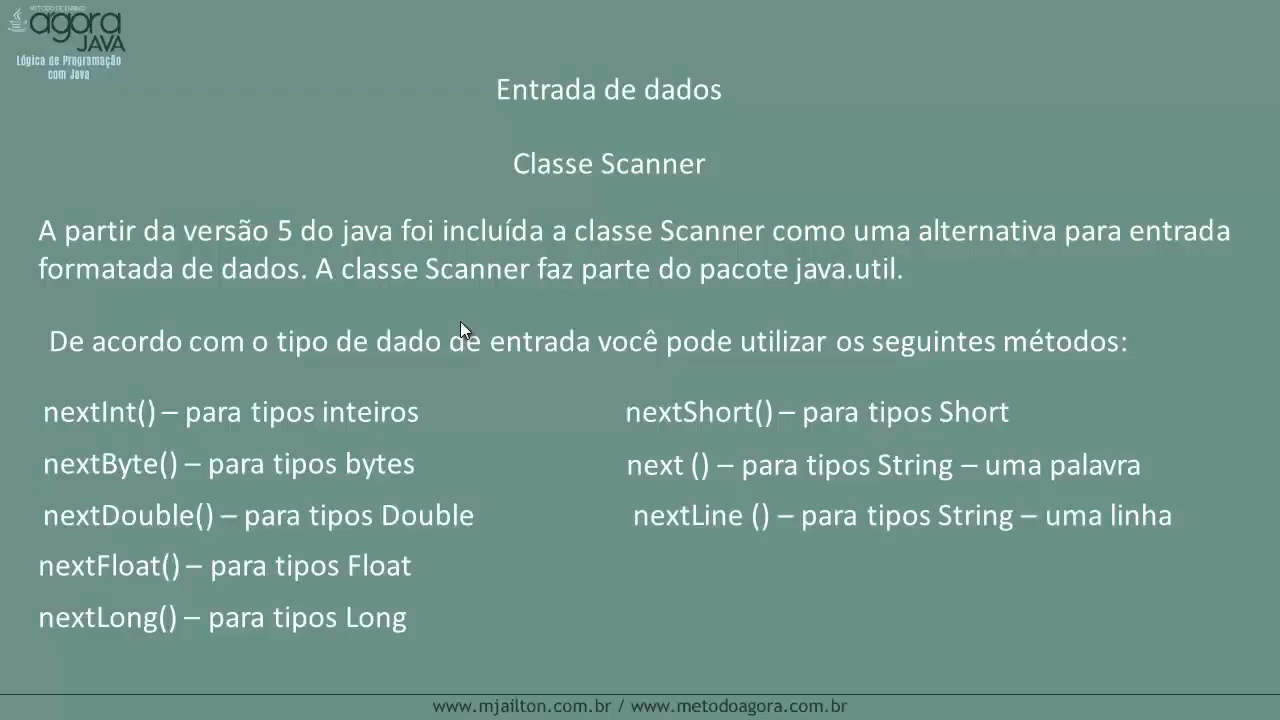 MÉTODO DE ENSINO
agora
JAVA
Lógica de Programação
com Java
Entrada de dados
Classe Scanner
A partir da versão 5 do java foi incluída a classe Scanner como uma alternativa para entrada
formatada de dados. A classe Scanner faz parte do pacote java.util.
De acordo com o tipo de dado de entrada você pode utilizar os seguintes métodos:
nextInt() – para tipos inteiros
nextByte() – para tipos bytes
nextDouble() – para tipos Double
nextFloat() – para tipos Float
nextLong() – para tipos Long
nextShort() – para tipos Short
next () – para tipos String – uma palavra
nextLine () – para tipos String – uma linha
www.mjailton.com.br / www.metodoagora.com.br